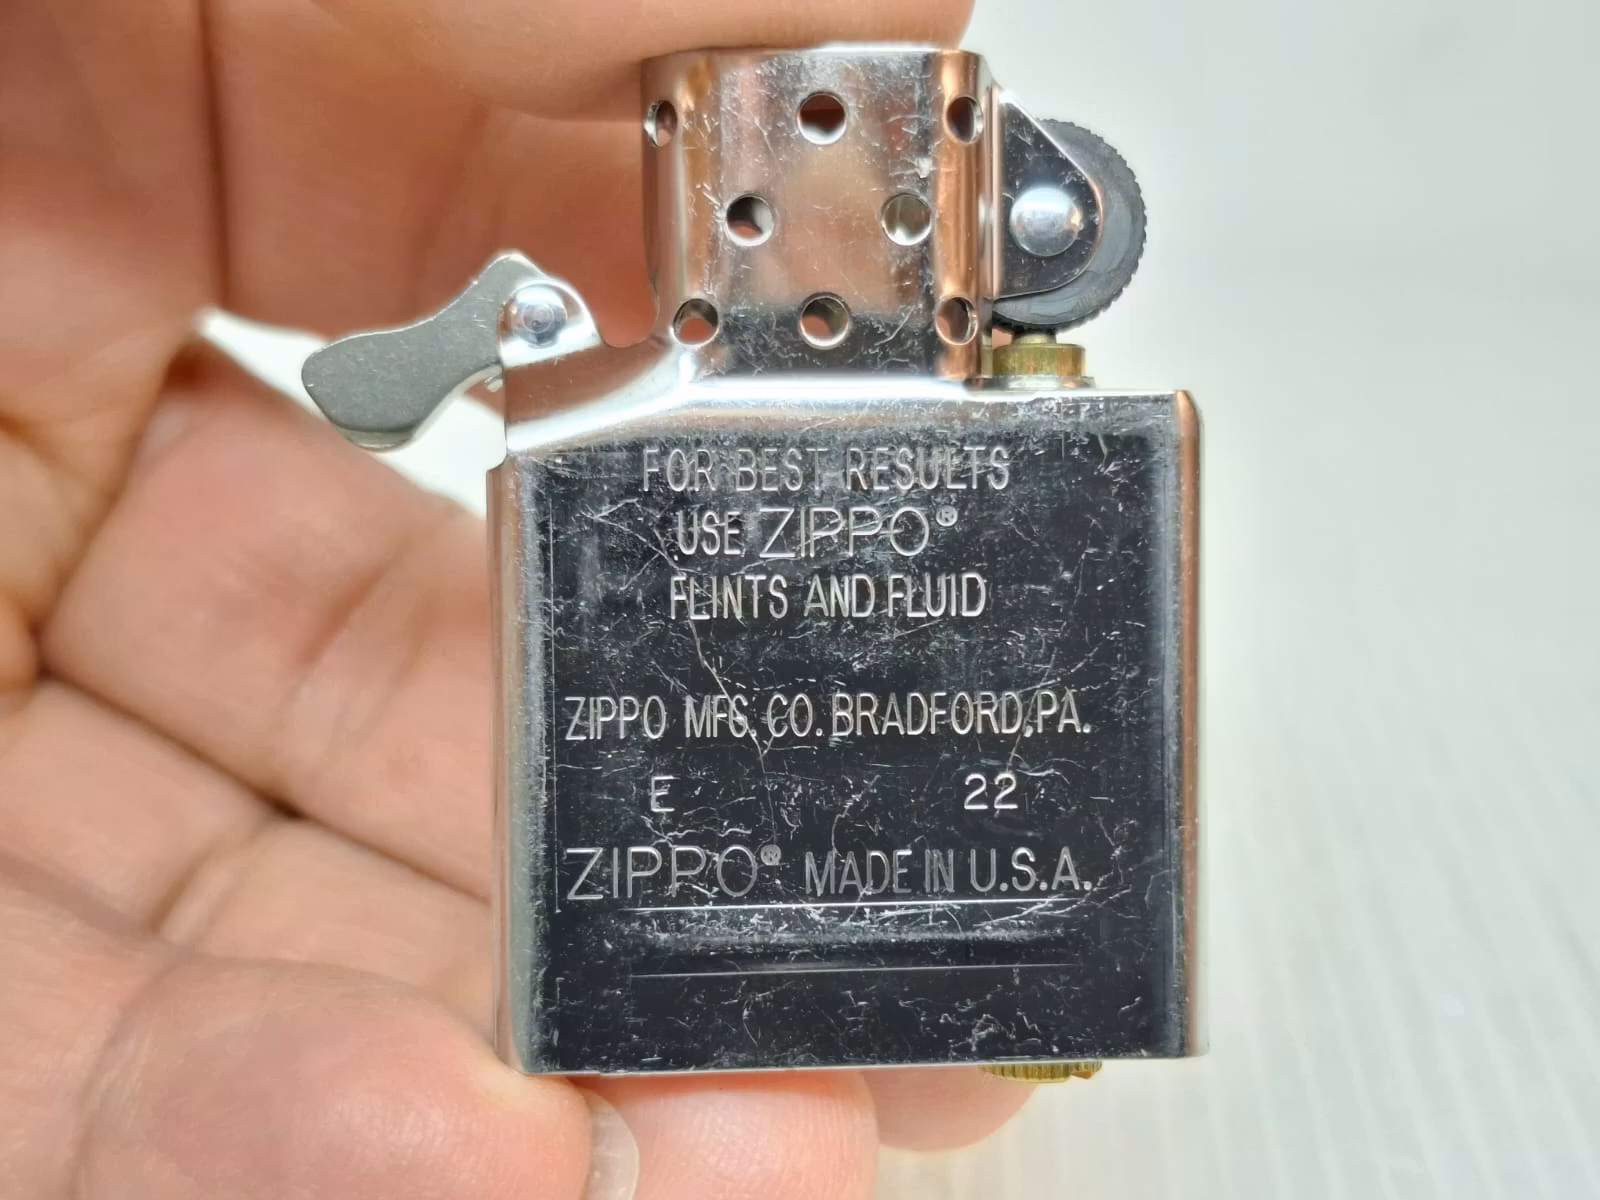 FOR BEST RESULTS
USE ZIPPO®
FLINTS AND FLUID
ZIPPO MFG. CO. BRADFORD, PA.
E 22
ZIPPO® MADE IN U.S.A.